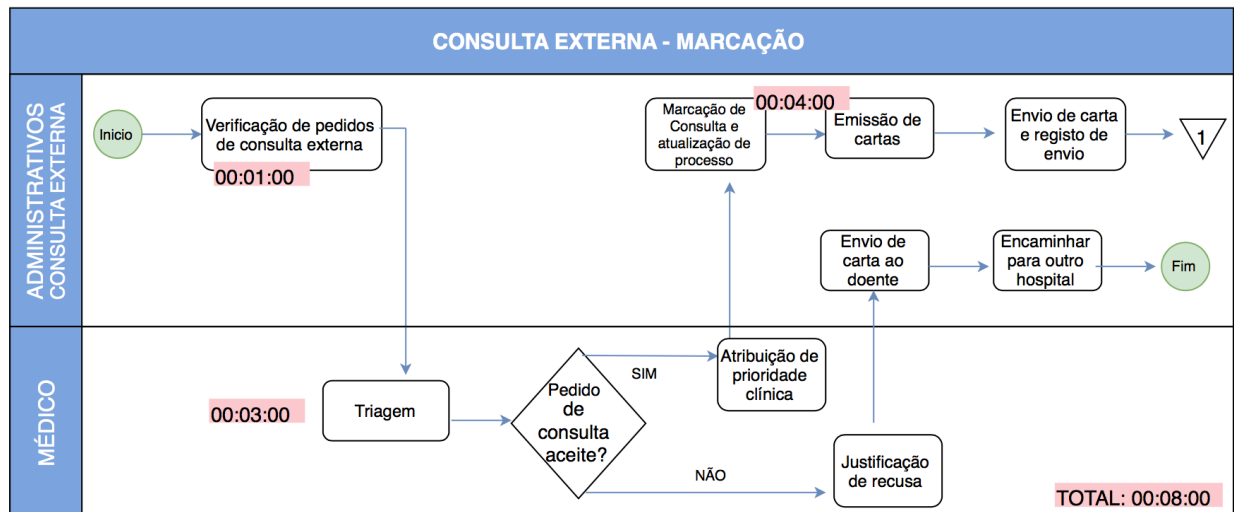 CONSULTA EXTERNA - MARCAÇÃO
ADMINISTRATIVOS
CONSULTA EXTERNA
Inicio
Verificação de pedidos
de consulta externa
00:01:00
Marcação de
Consulta e
atualização de
processo
00:04:00
Emissão de
cartas
Envio de carta
e registo de
envio
1
Envio de
carta ao
doente
Encaminhar
para outro
hospital
Fim
MÉDICO
00:03:00
Triagem
Pedido
de
consulta
aceite?
SIM
Atribuição de
prioridade
clínica
NÃO
Justificação
de recusa
TOTAL: 00:08:00